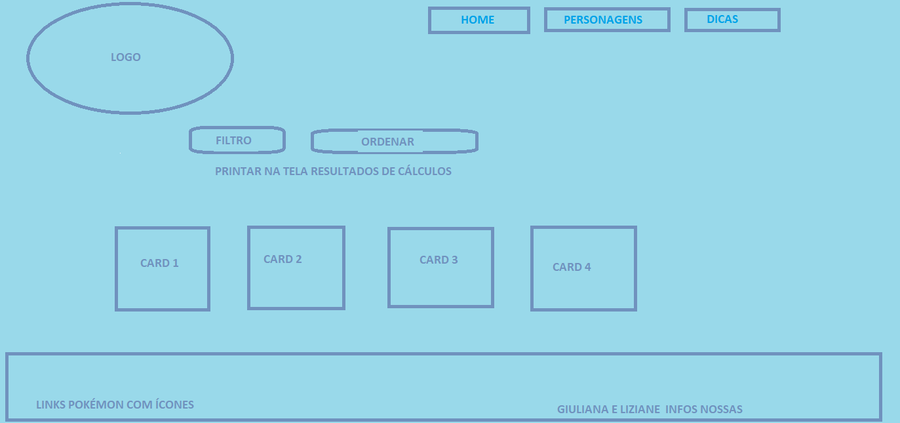 HOME
PERSONAGENS
DICAS
LOGO
FILTRO
ORDENAR
PRINTAR NA TELA RESULTADOS DE CÁLCULOS
CARD 1
CARD 2
CARD 3
CARD 4
LINKS POKÉMON COM ÍCONES
GIULIANA E LIZIANE INFOS NOSSAS